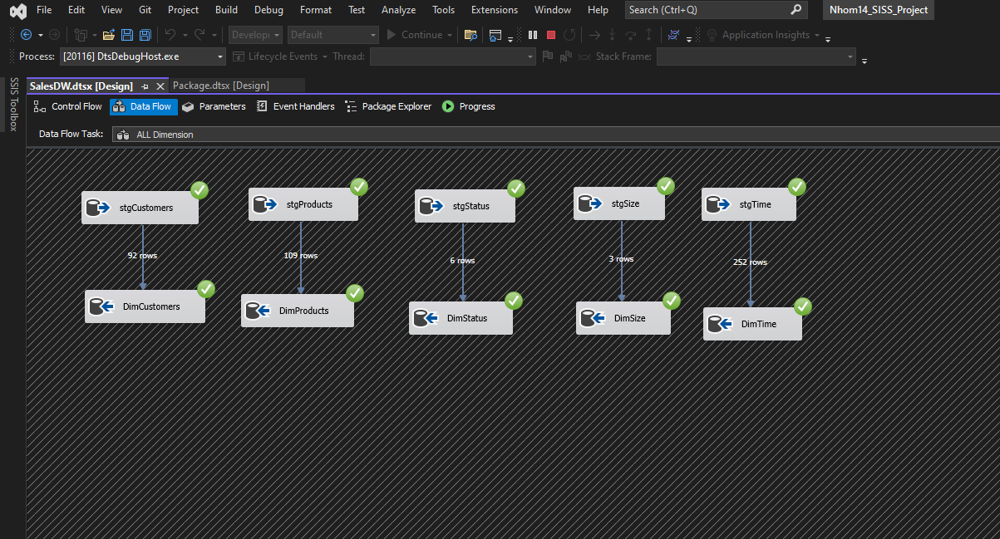 File Edit View Git Project Build Debug Format Test Analyze Tools Extensions Window Help Search (Ctrl+Q) Nhom14_SISS_Project
Develop Default Continue Application Insights
Process: [20116] DtsDebugHost.exe Lifecycle Events Thread: Stack Frame:
SSIS Toolbox
SalesDW.dtsx [Design] Package.dtsx [Design]
Control Flow Data Flow Parameters Event Handlers Package Explorer Progress
Data Flow Task: ALL Dimension
stgCustomers stgProducts stgStatus stgSize stgTime
92 rows 109 rows 6 rows 3 rows 252 rows
DimCustomers DimProducts DimStatus DimSize DimTime